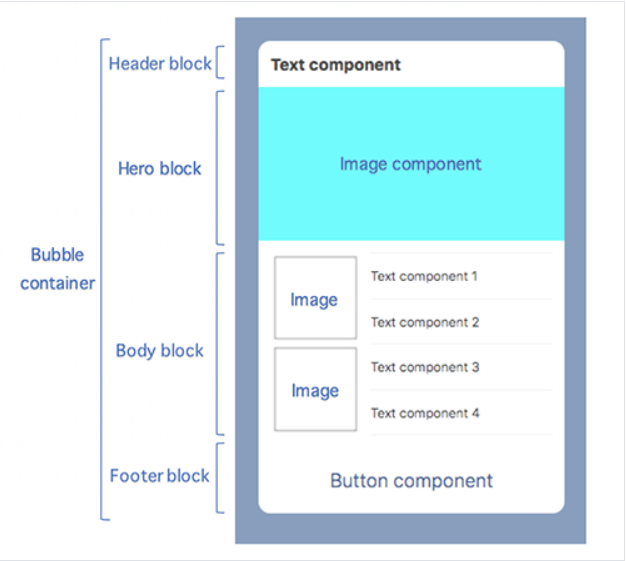 Header block
Text component
Hero block
Image component
Bubble
container
Body block
Image
Text component 1
Text component 2
Image
Text component 3
Text component 4
Footer block
Button component